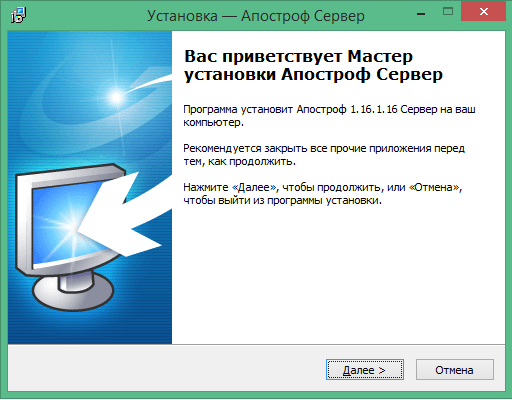 Установка — Апостроф Сервер
Вас приветствует Мастер
установки Апостроф Сервер
Программа установит Апостроф 1.16.1.16 Сервер на ваш
компьютер.
Рекомендуется закрыть все прочие приложения перед
тем, как продолжить.
Нажмите «Далее», чтобы продолжить, или «Отмена»,
чтобы выйти из программы установки.
Далее >
Отмена